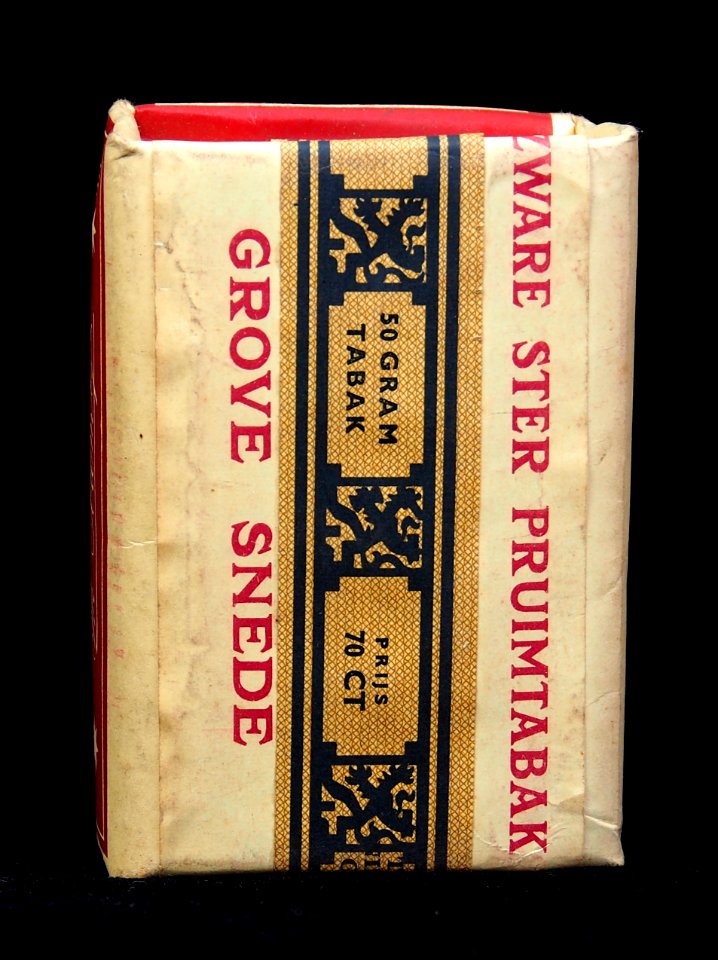 ZWARE STER PRUIMTABAK
50 GRAM
TABAK
PRIJS
70 CT
GROVE SNEDE